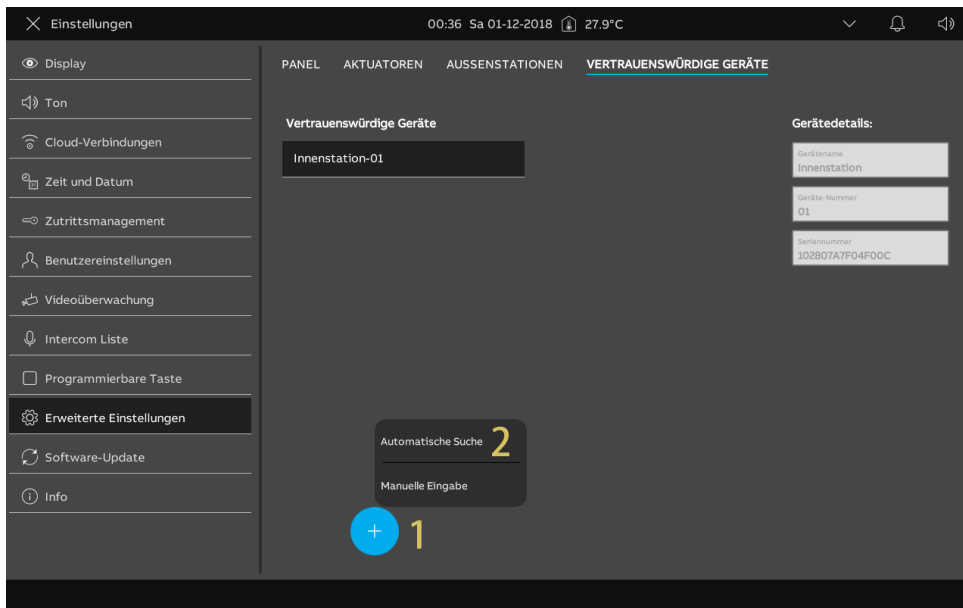 Einstellungen
00:36 Sa 01-12-2018 27.9°C
Display
Ton
Cloud-Verbindungen
Zeit und Datum
Zutrittsmanagement
Benutzereinstellungen
Videoüberwachung
Intercom Liste
Programmierbare Taste
Erweiterte Einstellungen
Software-Update
Info
PANEL AKTUATOREN AUSSENSTATIONEN VERTRAUENSWÜRDIGE GERÄTE
Vertrauenswürdige Geräte
Innenstation-01
Automatische Suche 2
Manuelle Eingabe
+ 1
Gerätedetails:
Gerätename
Innenstation
Geräte-Nummer
01
Seriennummer
102807A7F04F00C